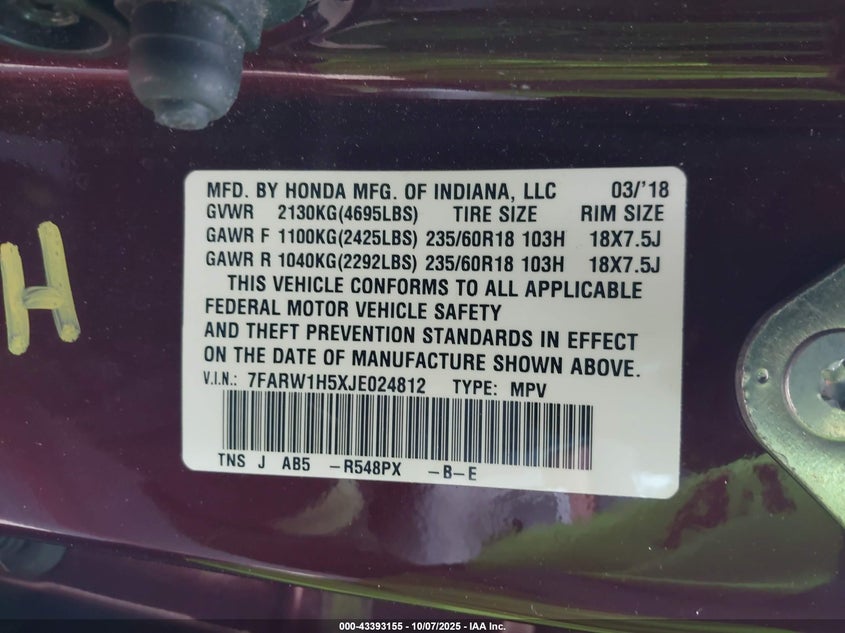 MFD. BY HONDA MFG. OF INDIANA, LLC 03/'18
GVWR 2130KG(4695LBS) TIRE SIZE RIM SIZE
GAWR F 1100KG(2425LBS) 235/60R18 103H 18X7.5J
GAWR R 1040KG(2292LBS) 235/60R18 103H 18X7.5J
THIS VEHICLE CONFORMS TO ALL APPLICABLE
FEDERAL MOTOR VEHICLE SAFETY
AND THEFT PREVENTION STANDARDS IN EFFECT
ON THE DATE OF MANUFACTURE SHOWN ABOVE.
V.I.N.: 7FARW1H5XJE024812 TYPE: MPV
TNS J AB5 -R548PX -B-E
H
000-43393155 - 10/07/2025 - IAA Inc.